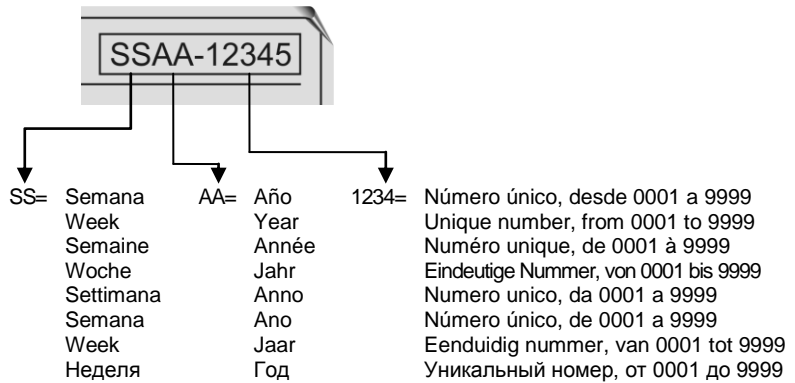 SSAA-12345
SS= Semana AA= Año 1234= Número único, desde 0001 a 9999
Week Year Unique number, from 0001 to 9999
Semaine Année Numéro unique, de 0001 à 9999
Woche Jahr Eindeutige Nummer, von 0001 bis 9999
Settimana Anno Numero unico, da 0001 a 9999
Semana Ano Número único, de 0001 a 9999
Week Jaar Eenduidig nummer, van 0001 tot 9999
Неделя Год Уникальный номер, от 0001 до 9999